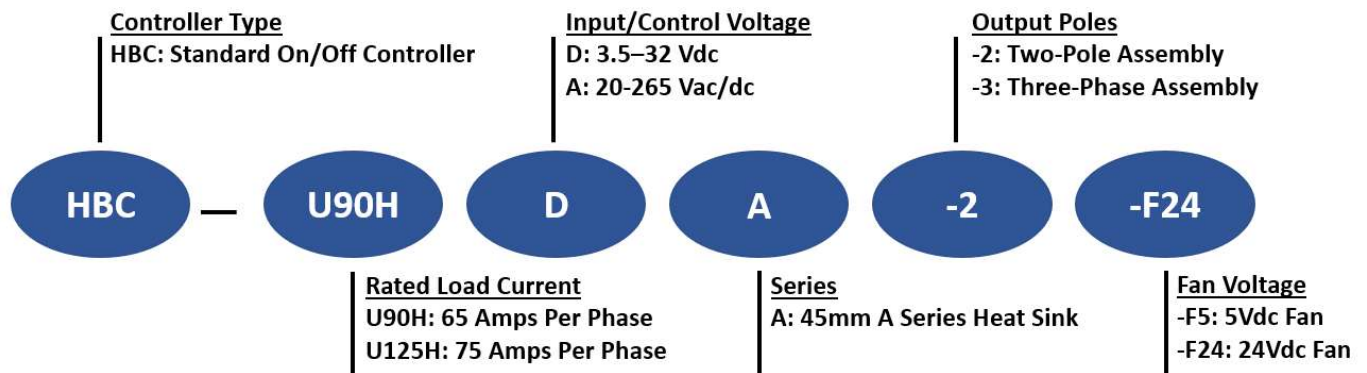 Controller Type
HBC: Standard On/Off Controller
Input/Control Voltage
D: 3.5–32 Vdc
A: 20-265 Vac/dc
Output Poles
-2: Two-Pole Assembly
-3: Three-Phase Assembly
HBC — U90H D A -2 -F24
Rated Load Current
U90H: 65 Amps Per Phase
U125H: 75 Amps Per Phase
Series
A: 45mm A Series Heat Sink
Fan Voltage
-F5: 5Vdc Fan
-F24: 24Vdc Fan